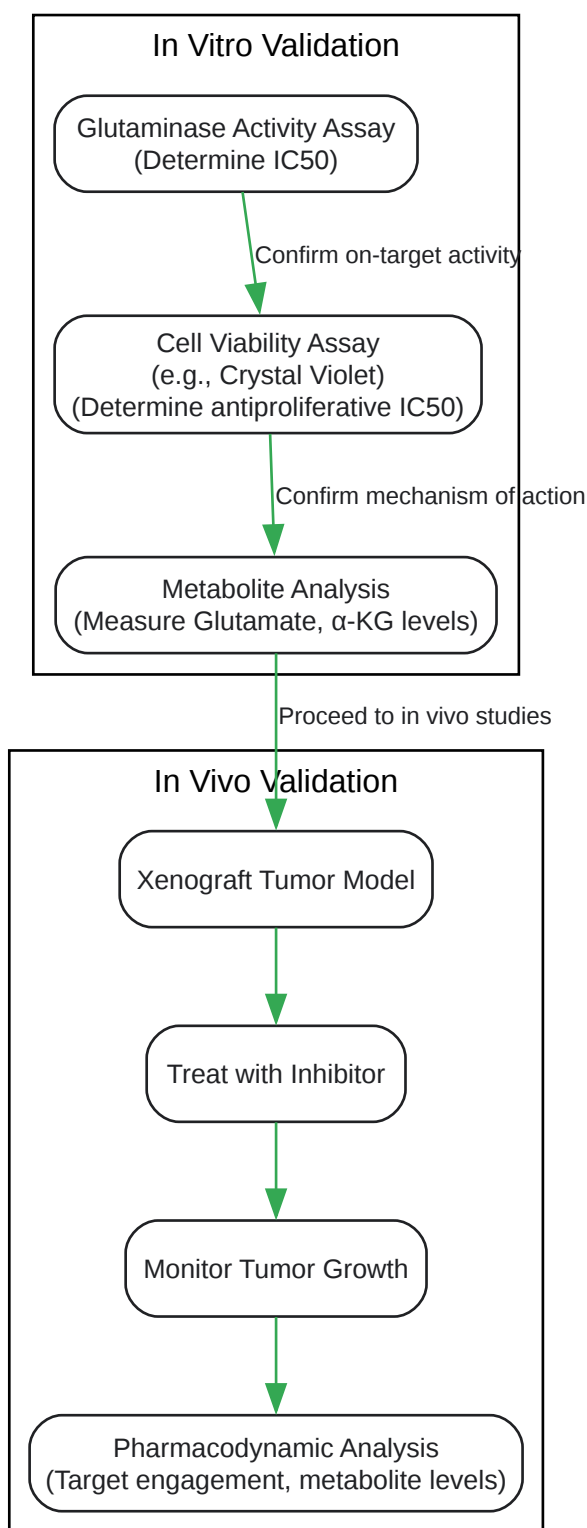 In Vitro Validation
Glutaminase Activity Assay
(Determine IC50)
Confirm on-target activity
Cell Viability Assay
(e.g., Crystal Violet)
(Determine antiproliferative IC50)
Confirm mechanism of action
Metabolite Analysis
(Measure Glutamate, α-KG levels)
Proceed to in vivo studies
In Vivo Validation
Xenograft Tumor Model
Treat with Inhibitor
Monitor Tumor Growth
Pharmacodynamic Analysis
(Target engagement, metabolite levels)